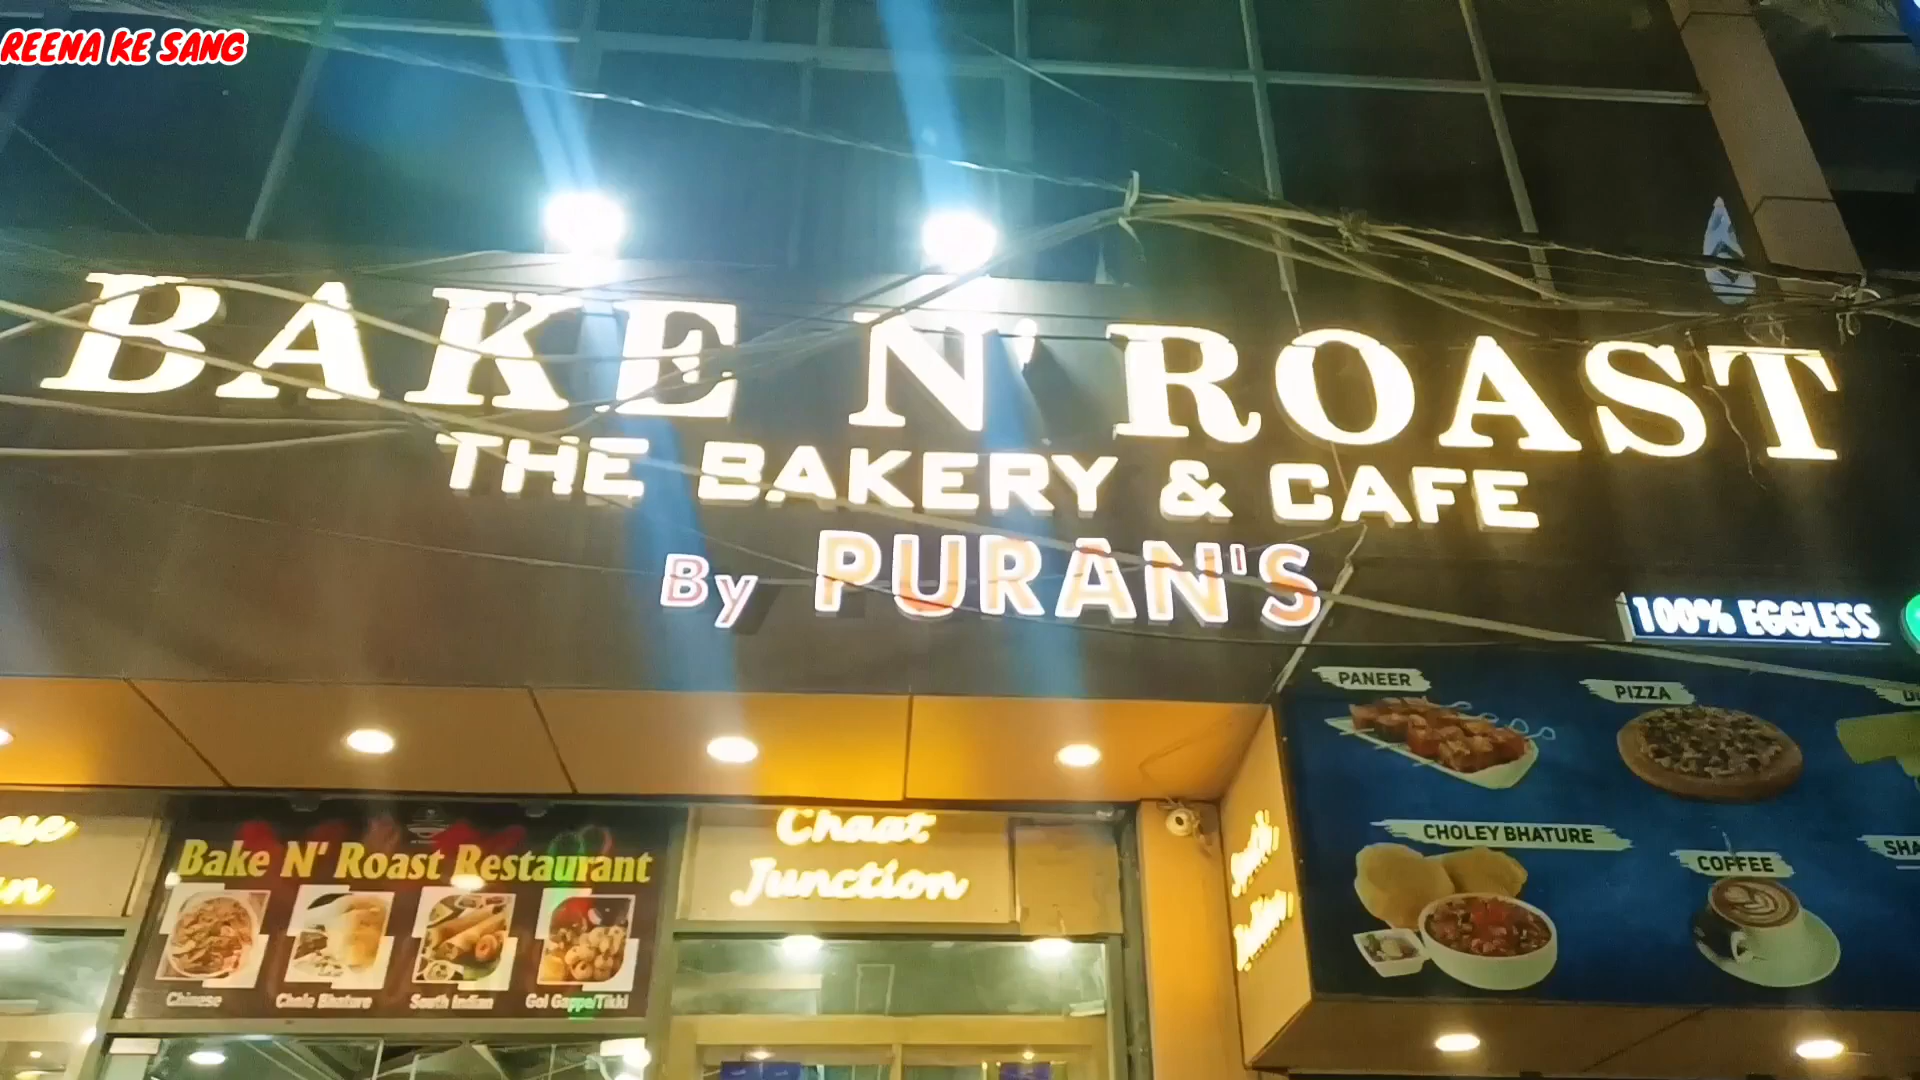 REENA KE SANG
BAKE N' ROAST
THE BAKERY & CAFE
By PURAN'S
100% EGGLESS
PANEER
PIZZA
CHOLEY BHATURE
COFFEE
Chaat
Junction
Bake N' Roast Restaurant
Chinese
Chole Bhature
South Indian
Gol Gappe/Tikki